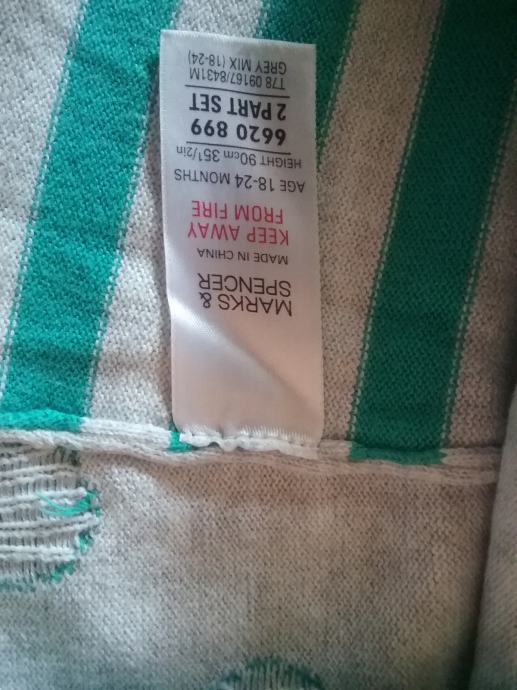 MARKS &
SPENCER
MADE IN CHINA
KEEP AWAY
FROM FIRE
AGE 18-24 MONTHS
HEIGHT 90cm 351/2in
6620 899
2 PART SET
T78 09167/8431M
GREY MIX (18-24)